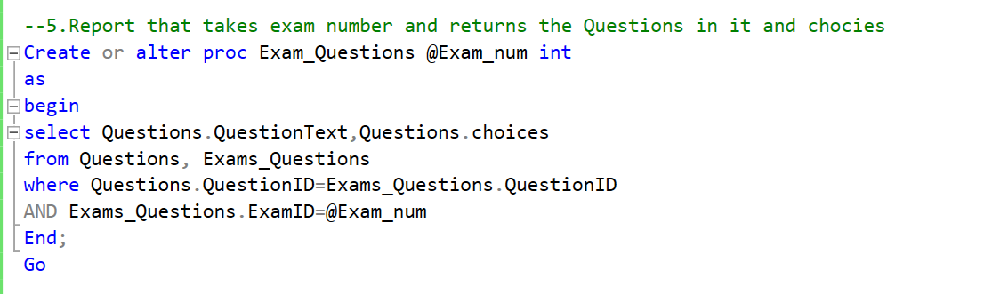 --5.Report that takes exam number and returns the Questions in it and chocies
Create or alter proc Exam_Questions @Exam_num int
as
begin
select Questions.QuestionText,Questions.choices
from Questions, Exams_Questions
where Questions.QuestionID=Exams_Questions.QuestionID
AND Exams_Questions.ExamID=@Exam_num
End;
Go